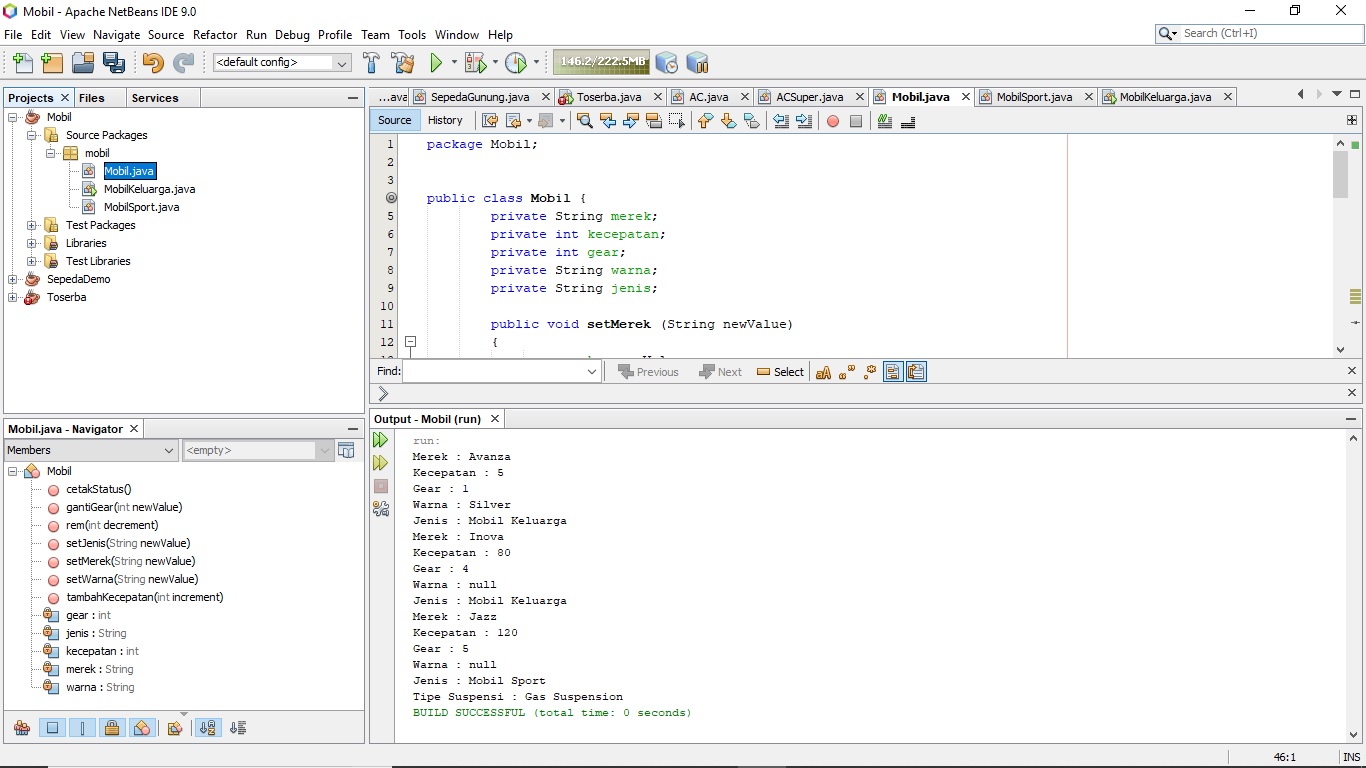 Mobil - Apache NetBeans IDE 9.0
File Edit View Navigate Source Refactor Run Debug Profile Team Tools Window Help
Search (Ctrl+I)
<default config>
146.2/222.5MB
Projects Files Services
Mobil
Source Packages
mobil
Mobil.java
MobilKeluarga.java
MobilSport.java
Test Packages
Libraries
Test Libraries
SepedaDemo
Toserba
...ava SepedaGunung.java Toserba.java AC.java ACSuper.java Mobil.java MobilSport.java MobilKeluarga.java
Source History
1 package Mobil;
2
3
public class Mobil {
5 private String merek;
6 private int kecepatan;
7 private int gear;
8 private String warna;
9 private String jenis;
10
11 public void setMerek (String newValue)
12 {
Find: Previous Next Select
Mobil.java - Navigator
Members <empty>
Mobil
cetakStatus()
gantiGear(int newValue)
rem(int decrement)
setJenis(String newValue)
setMerek(String newValue)
setWarna(String newValue)
tambahKecepatan(int increment)
gear : int
jenis : String
kecepatan : int
merek : String
warna : String
Output - Mobil (run)
run:
Merek : Avanza
Kecepatan : 5
Gear : 1
Warna : Silver
Jenis : Mobil Keluarga
Merek : Inova
Kecepatan : 80
Gear : 4
Warna : null
Jenis : Mobil Keluarga
Merek : Jazz
Kecepatan : 120
Gear : 5
Warna : null
Jenis : Mobil Sport
Tipe Suspensi : Gas Suspension
BUILD SUCCESSFUL (total time: 0 seconds)
46:1 INS